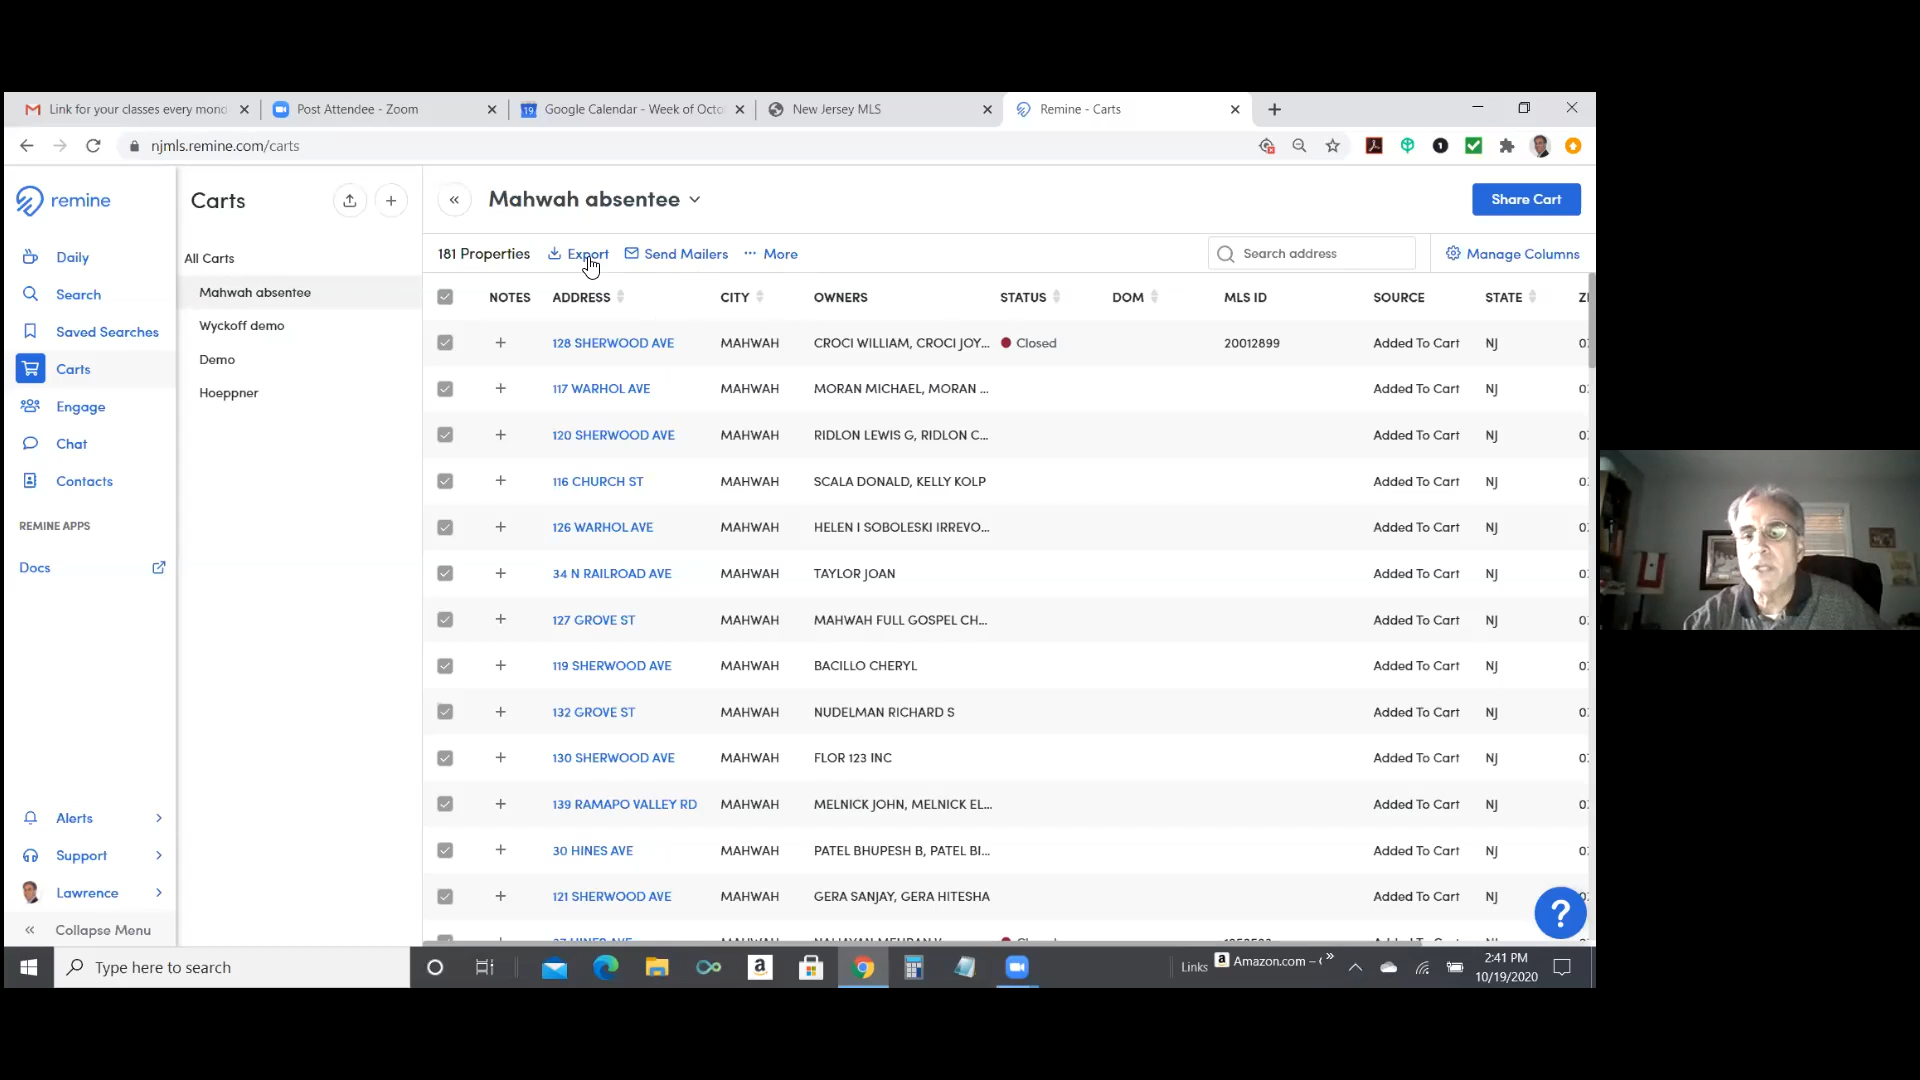 Link for your classes every mond
Post Attendee - Zoom
19
Google Calendar - Week of Octo
New Jersey MLS
Remine - Carts
njmls.remine.com/carts
remine
Daily
Search
Saved Searches
Carts
Engage
Chat
Contacts
REMINE APPS
Docs
Alerts
Support
Lawrence
Collapse Menu
Carts
All Carts
Mahwah absentee
Wyckoff demo
Demo
Hoeppner
Mahwah absentee
Share Cart
181 Properties Export Send Mailers ··· More Search address Manage Columns
NOTES ADDRESS CITY OWNERS STATUS DOM MLS ID SOURCE STATE
128 SHERWOOD AVE MAHWAH CROCI WILLIAM, CROCI JOY... Closed 20012899 Added To Cart NJ
117 WARHOL AVE MAHWAH MORAN MICHAEL, MORAN ... Added To Cart NJ
120 SHERWOOD AVE MAHWAH RIDLON LEWIS G, RIDLON C... Added To Cart NJ
116 CHURCH ST MAHWAH SCALA DONALD, KELLY KOLP Added To Cart NJ
126 WARHOL AVE MAHWAH HELEN I SOBOLESKI IRREVO... Added To Cart NJ
34 N RAILROAD AVE MAHWAH TAYLOR JOAN Added To Cart NJ
127 GROVE ST MAHWAH MAHWAH FULL GOSPEL CH... Added To Cart NJ
119 SHERWOOD AVE MAHWAH BACILLO CHERYL Added To Cart NJ
132 GROVE ST MAHWAH NUDELMAN RICHARD S Added To Cart NJ
130 SHERWOOD AVE MAHWAH FLOR 123 INC Added To Cart NJ
139 RAMAPO VALLEY RD MAHWAH MELNICK JOHN, MELNICK EL... Added To Cart NJ
30 HINES AVE MAHWAH PATEL BHUPESH B, PATEL BI... Added To Cart NJ
121 SHERWOOD AVE MAHWAH GERA SANJAY, GERA HITESHA Added To Cart NJ
?
Type here to search
Links
Amazon.com – (
2:41 PM
10/19/2020